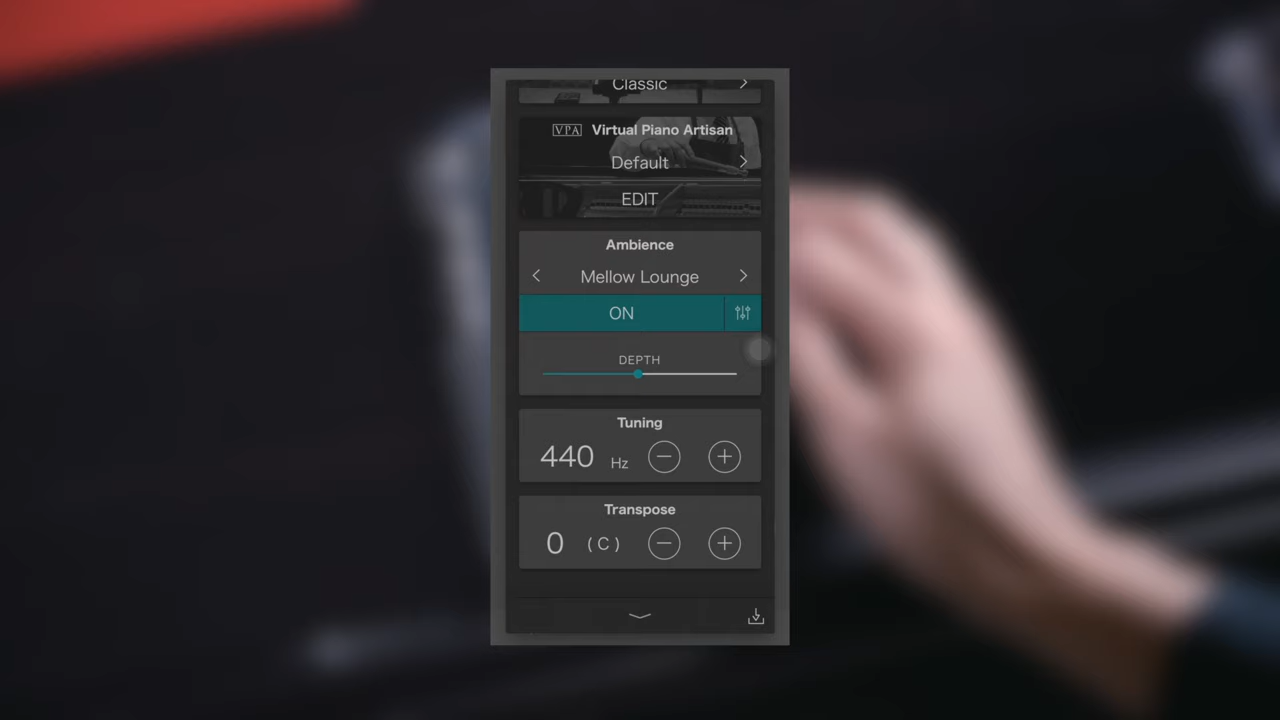 Classic
VPA Virtual Piano Artisan
Default
EDIT
Ambience
Mellow Lounge
ON
DEPTH
Tuning
440 Hz
Transpose
0 ( C )